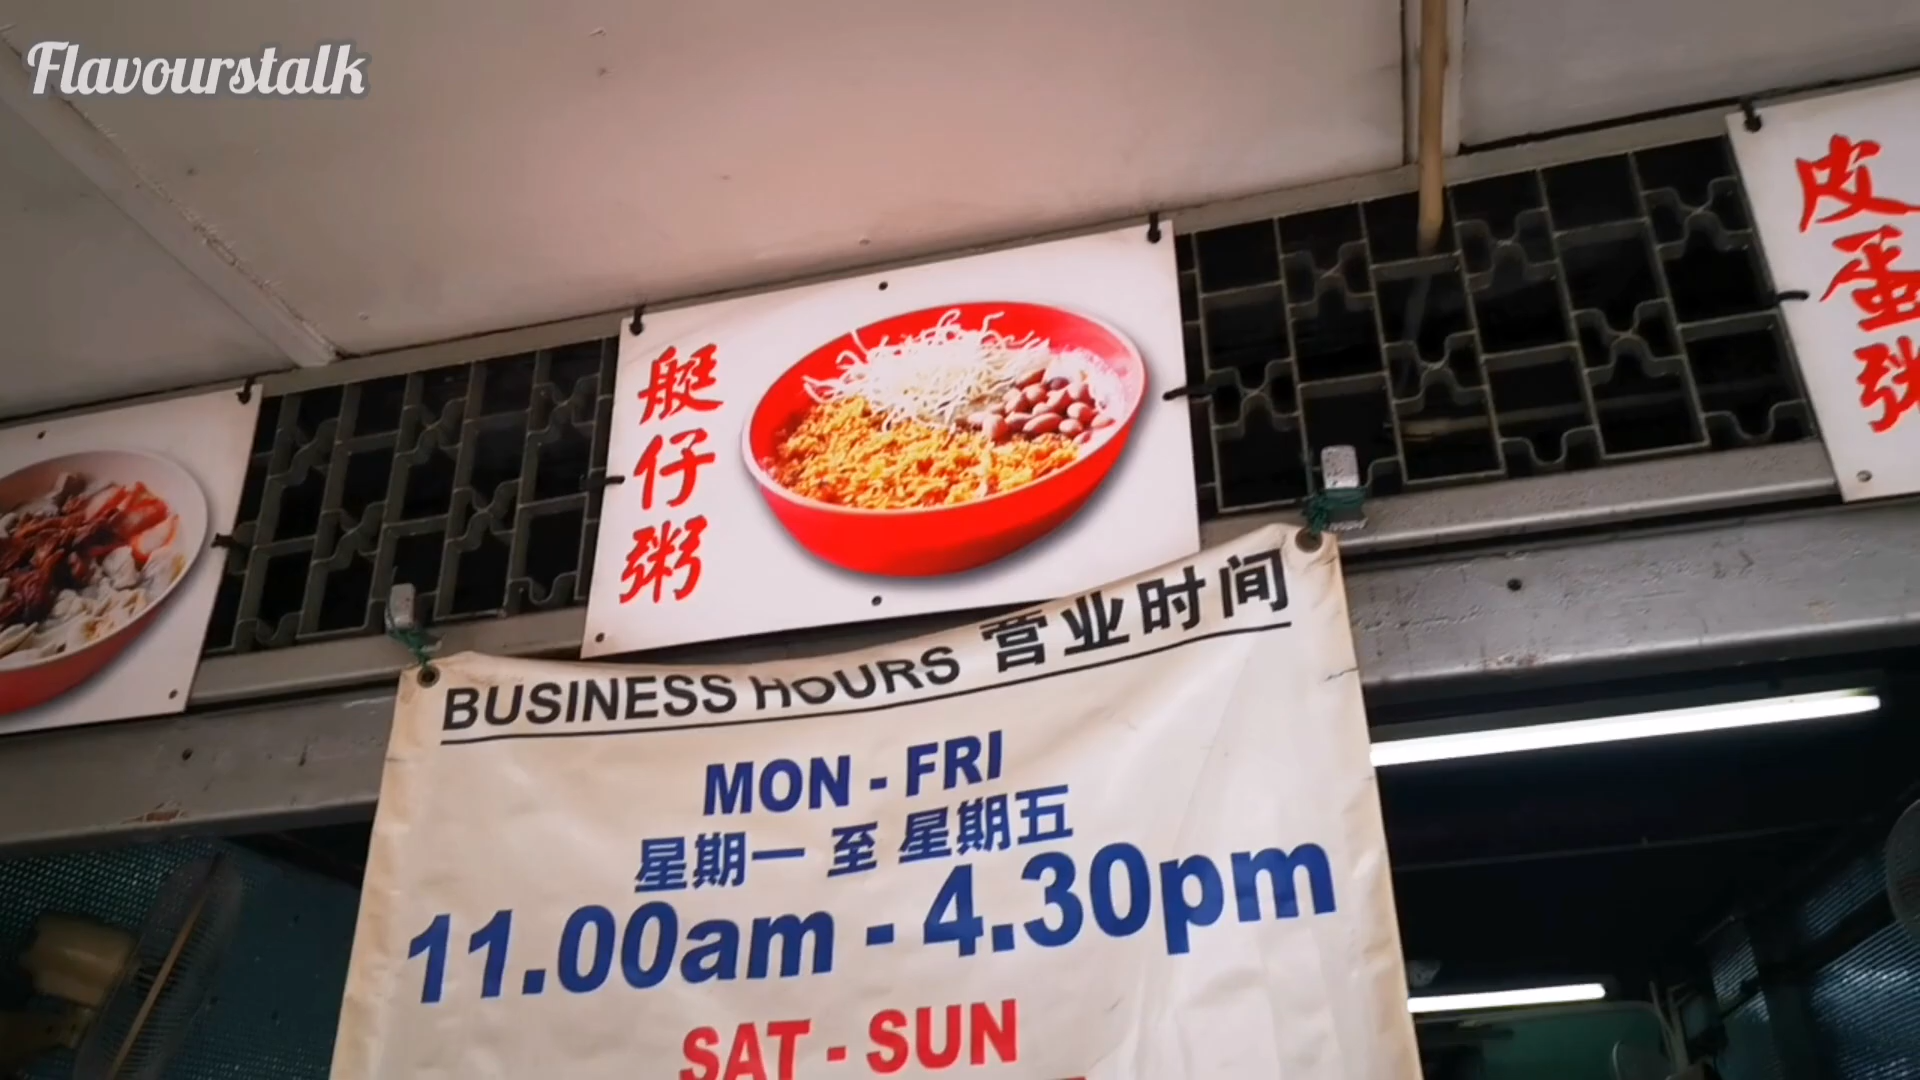 Flavourstalk
艇仔粥
皮蛋粥
BUSINESS HOURS 营业时间
MON - FRI
星期一 至 星期五
11.00am - 4.30pm
SAT - SUN